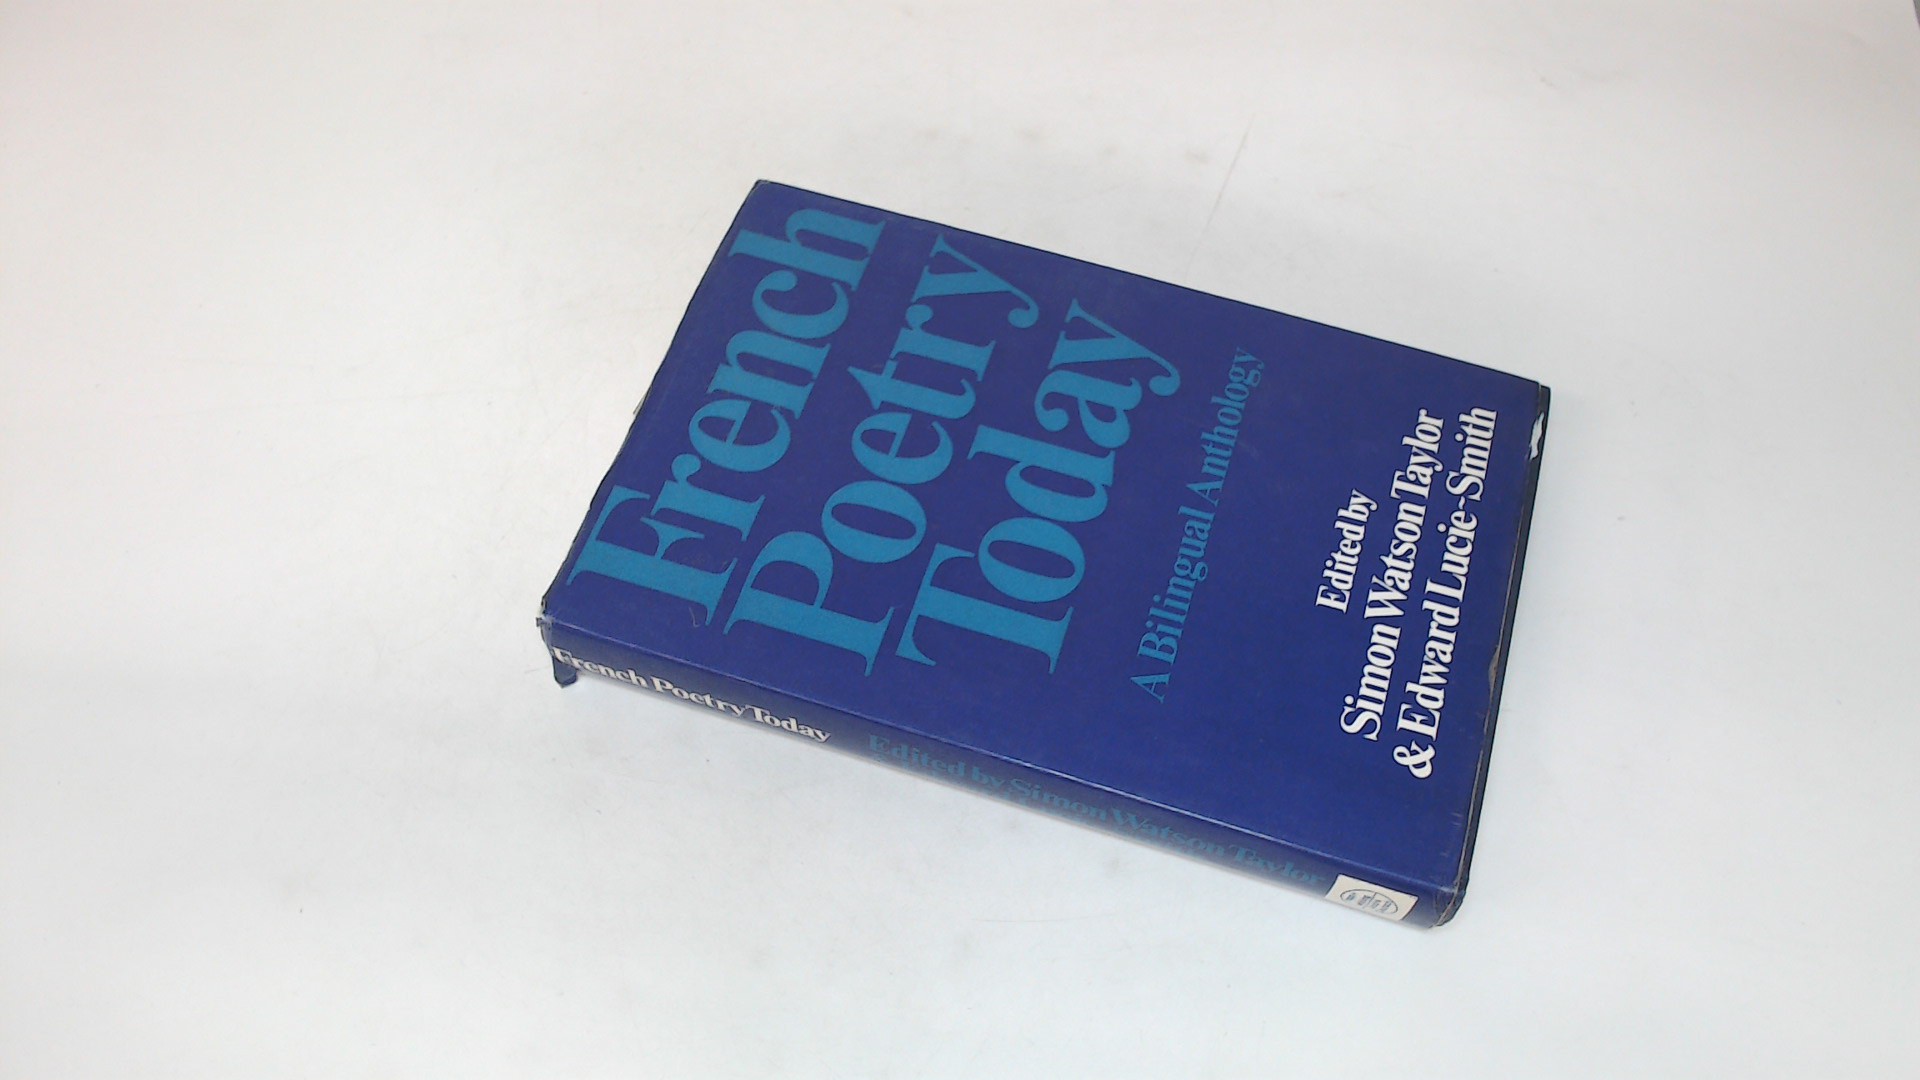 French
Poetry
Today
A Bilingual Anthology
Edited by
Simon Watson Taylor
& Edward Lucie-Smith
French Poetry Today
Edited by Simon Watson Taylor